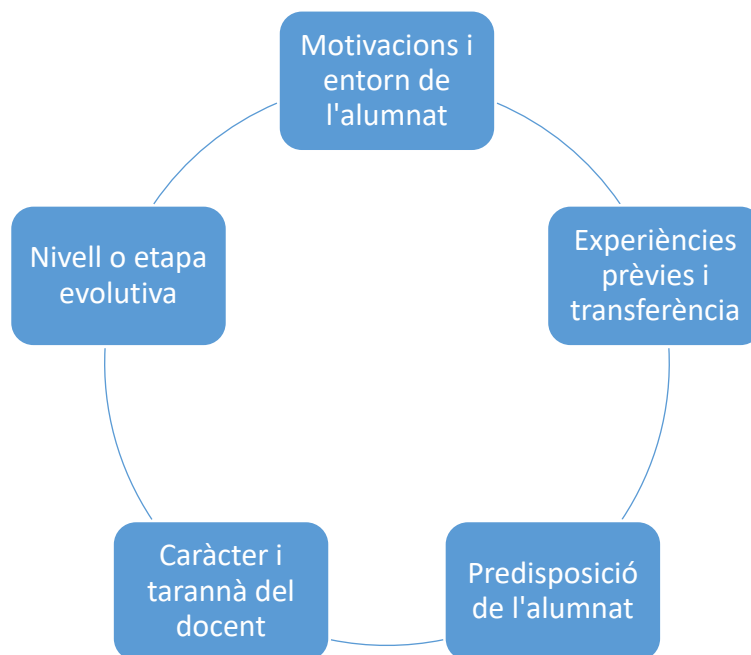 Motivacions i
entorn de
l'alumnat
Experiències
prèvies i
transferència
Predisposició
de l'alumnat
Caràcter i
tarannà del
docent
Nivell o etapa
evolutiva